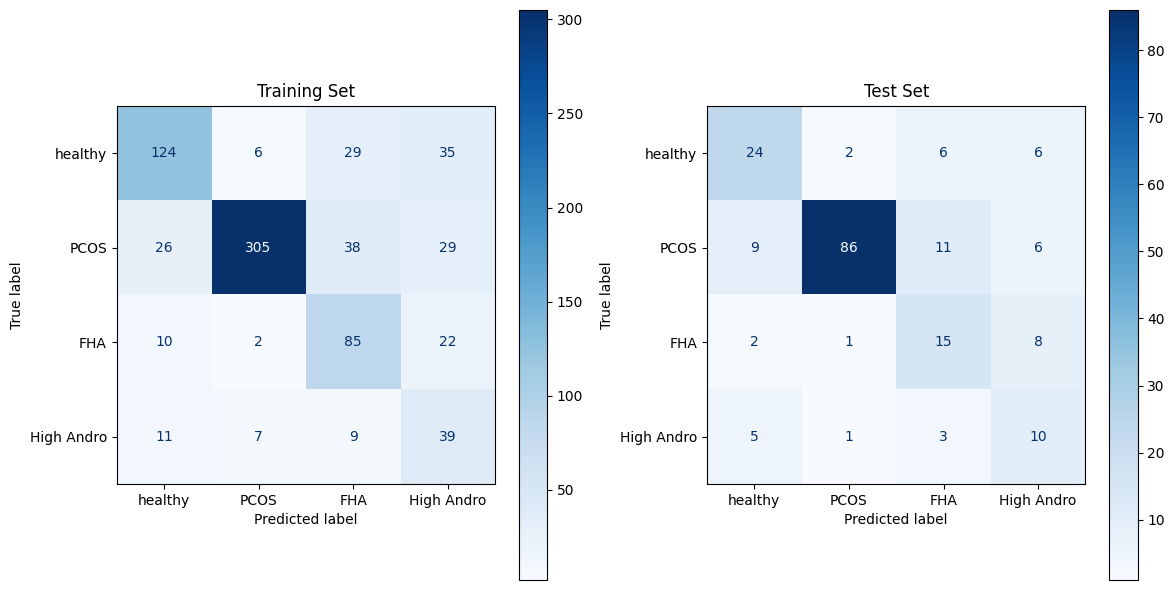 Training Set
healthy 124 6 29 35
PCOS 26 305 38 29
FHA 10 2 85 22
High Andro 11 7 9 39
healthy PCOS FHA High Andro
Predicted label
True label
300
250
200
150
100
50
Test Set
healthy 24 2 6 6
PCOS 9 86 11 6
FHA 2 1 15 8
High Andro 5 1 3 10
healthy PCOS FHA High Andro
Predicted label
True label
80
70
60
50
40
30
20
10